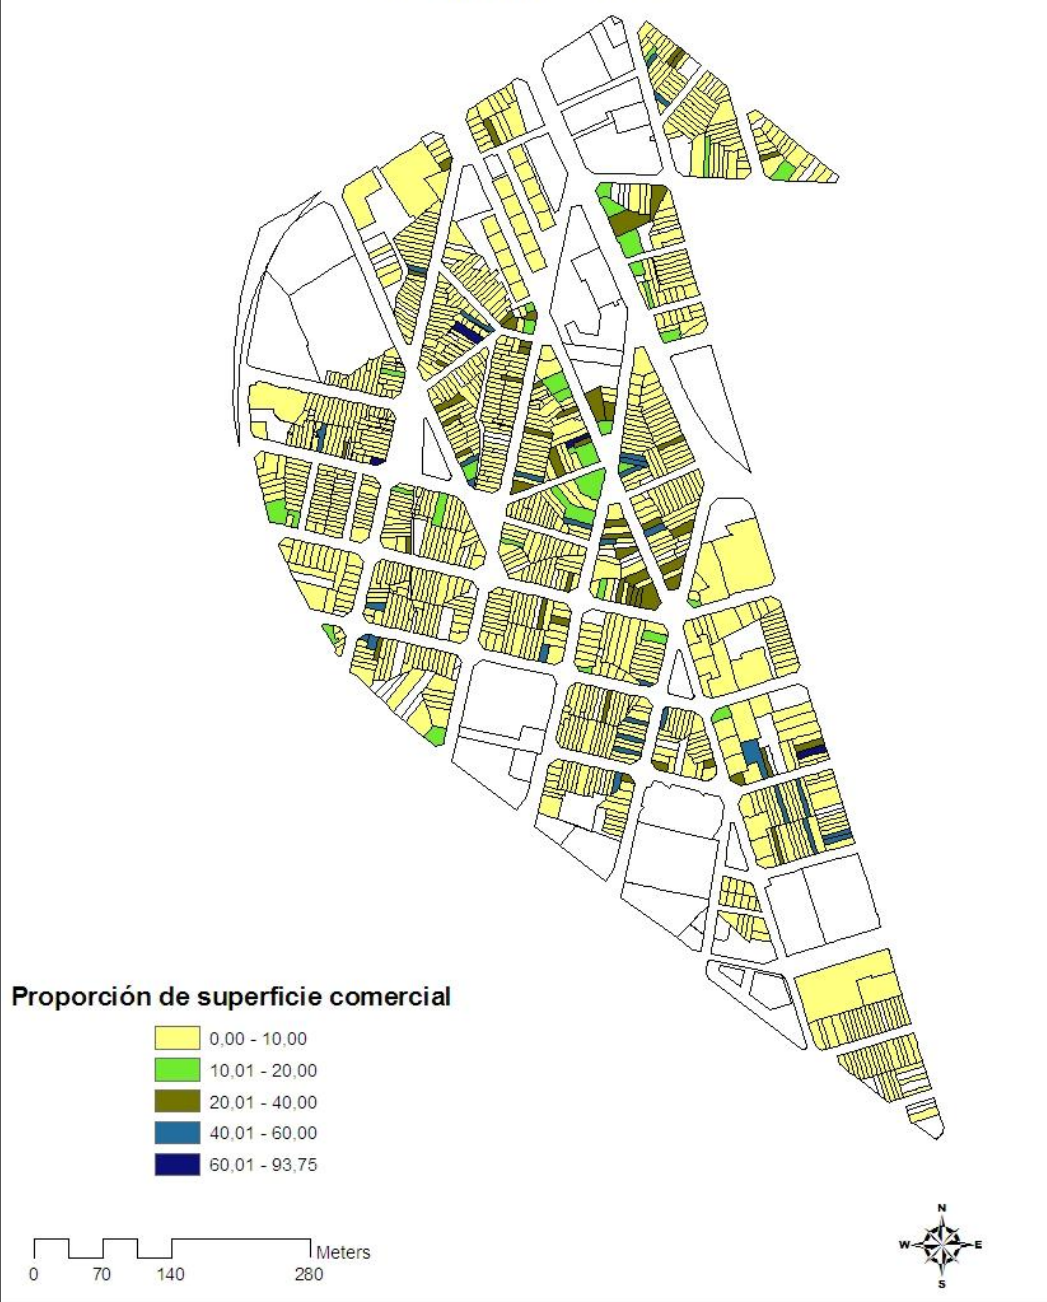 Proporción de superficie comercial
0,00 - 10,00
10,01 - 20,00
20,01 - 40,00
40,01 - 60,00
60,01 - 93,75
Meters
0 70 140 280
N
W E
S